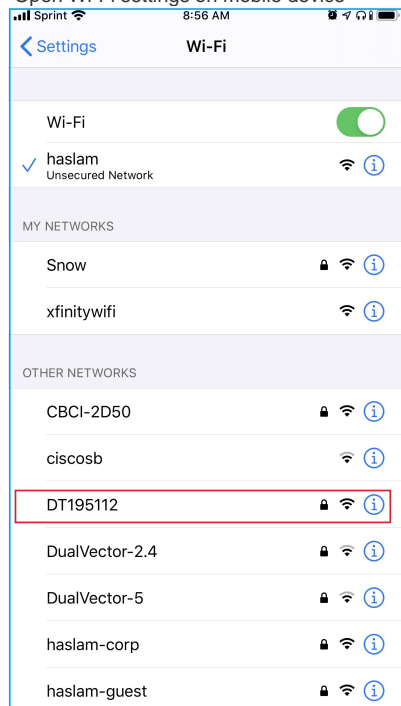 Open Wi-Fi settings on mobile device
Sprint 8:56 AM
Settings Wi-Fi
Wi-Fi
haslam
Unsecured Network
MY NETWORKS
Snow
xfinitywifi
OTHER NETWORKS
CBCI-2D50
ciscosb
DT195112
DualVector-2.4
DualVector-5
haslam-corp
haslam-guest